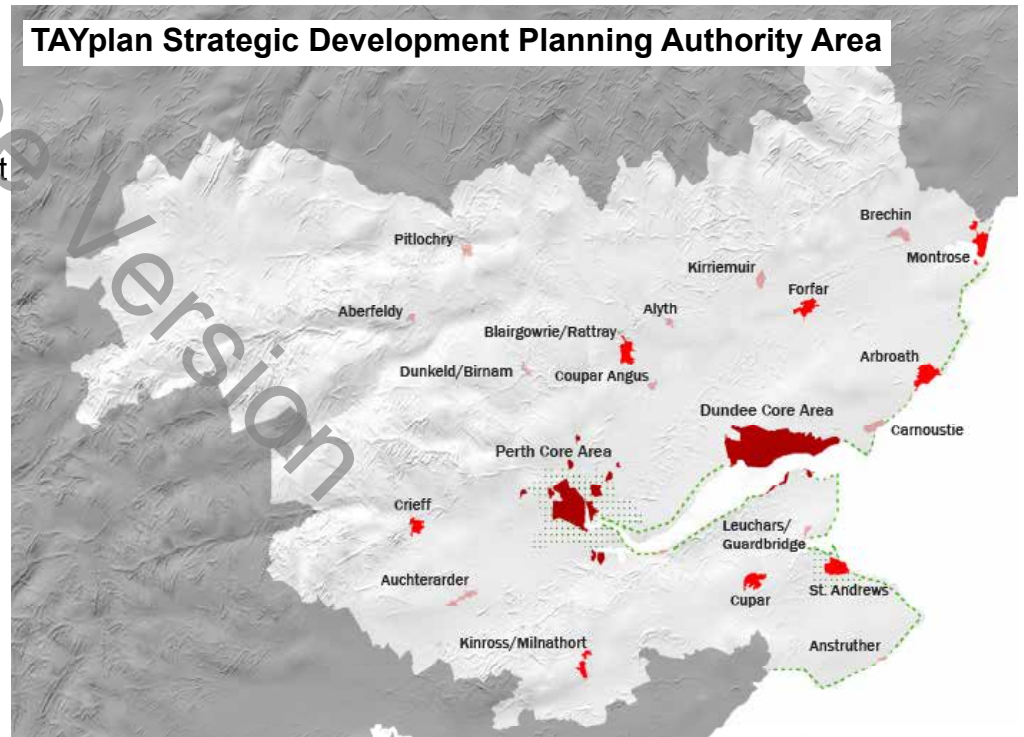 TAYplan Strategic Development Planning Authority Area
t
Version
Brechin
Pitlochry
Montrose
Kirriemuir
Forfar
Aberfeldy
Alyth
Blairgowrie/Rattray
Arbroath
Dunkeld/Birnam
Coupar Angus
Dundee Core Area
Carnoustie
Perth Core Area
Crieff
Leuchars/
Guardbridge
Auchterarder
St. Andrews
Cupar
Kinross/Milnathort
Anstruther